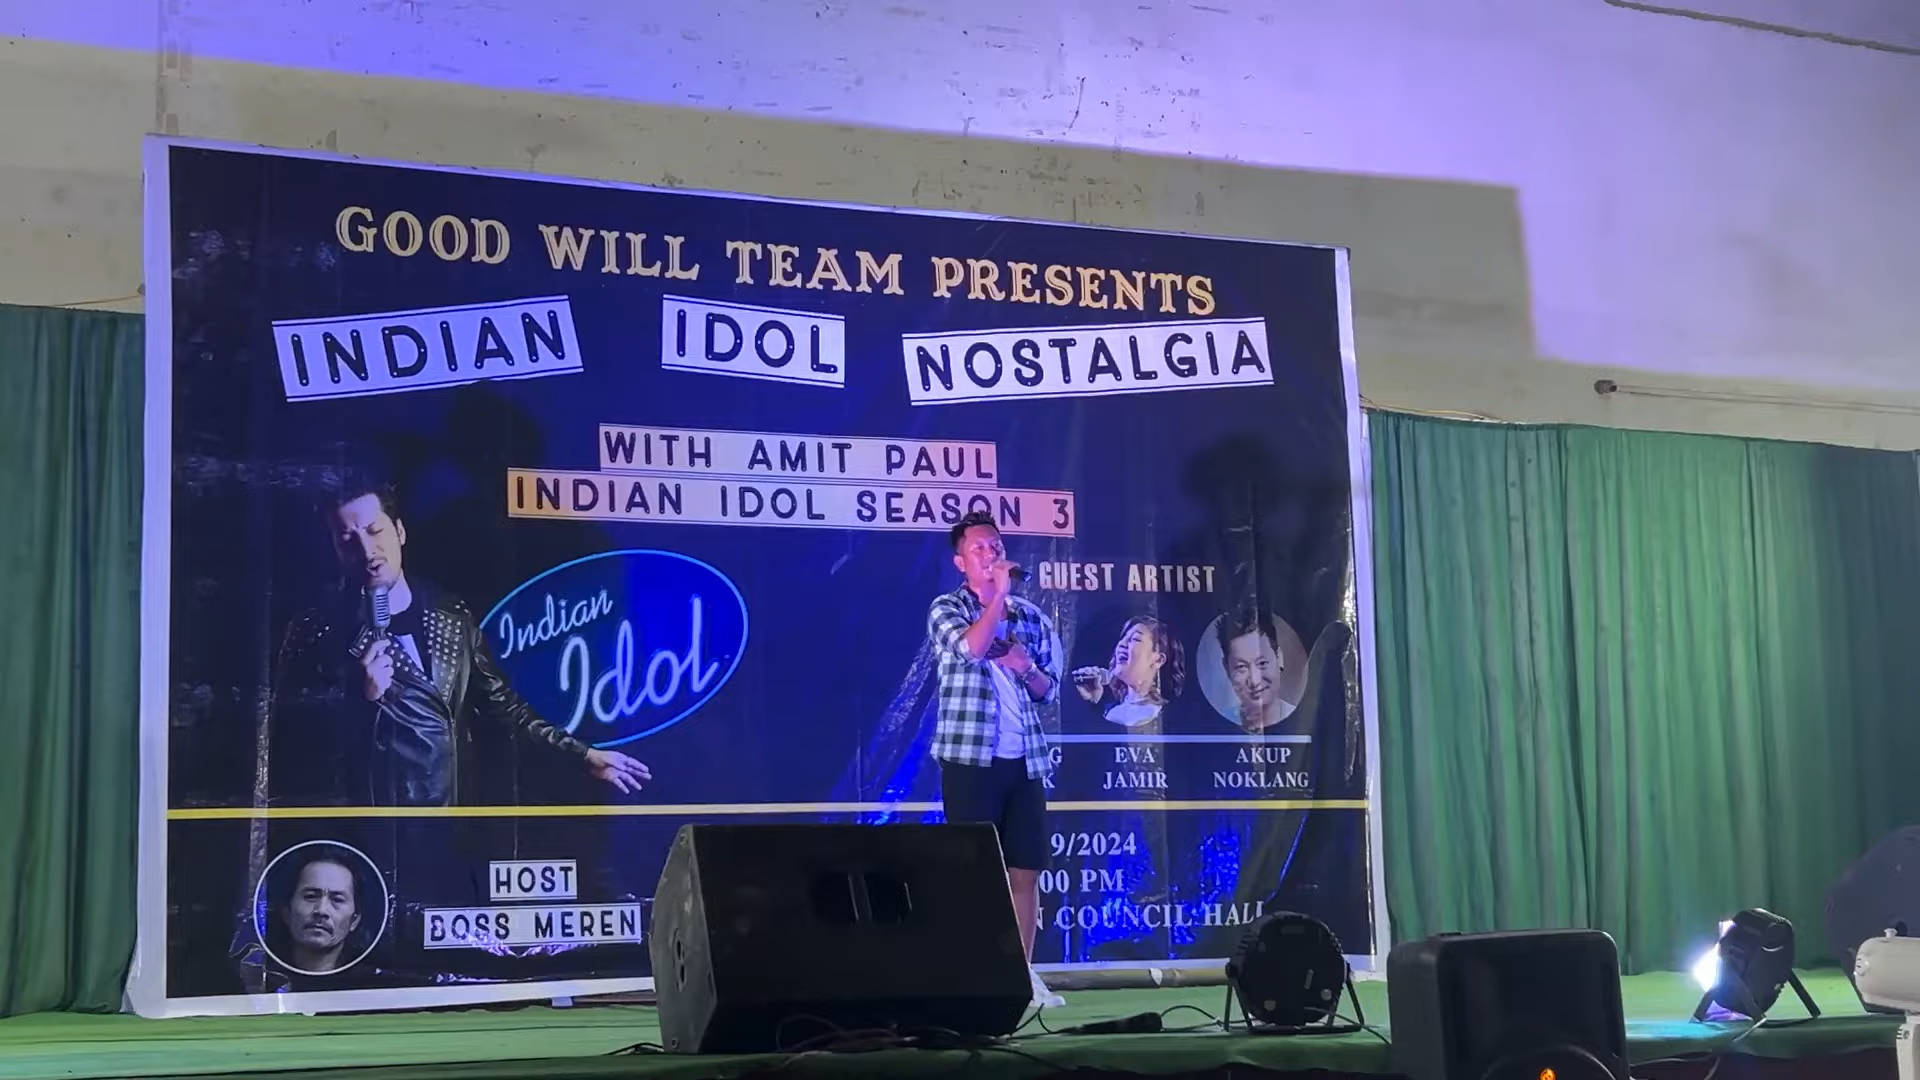 GOOD WILL TEAM PRESENTS
INDIAN IDOL NOSTALGIA
WITH AMIT PAUL
INDIAN IDOL SEASON 3
Indian
Idol
GUEST ARTIST
EVA
JAMIR
AKUP
NOKLANG
HOST
BOSS MEREN
9/2024
00 PM
COUNCIL HALL